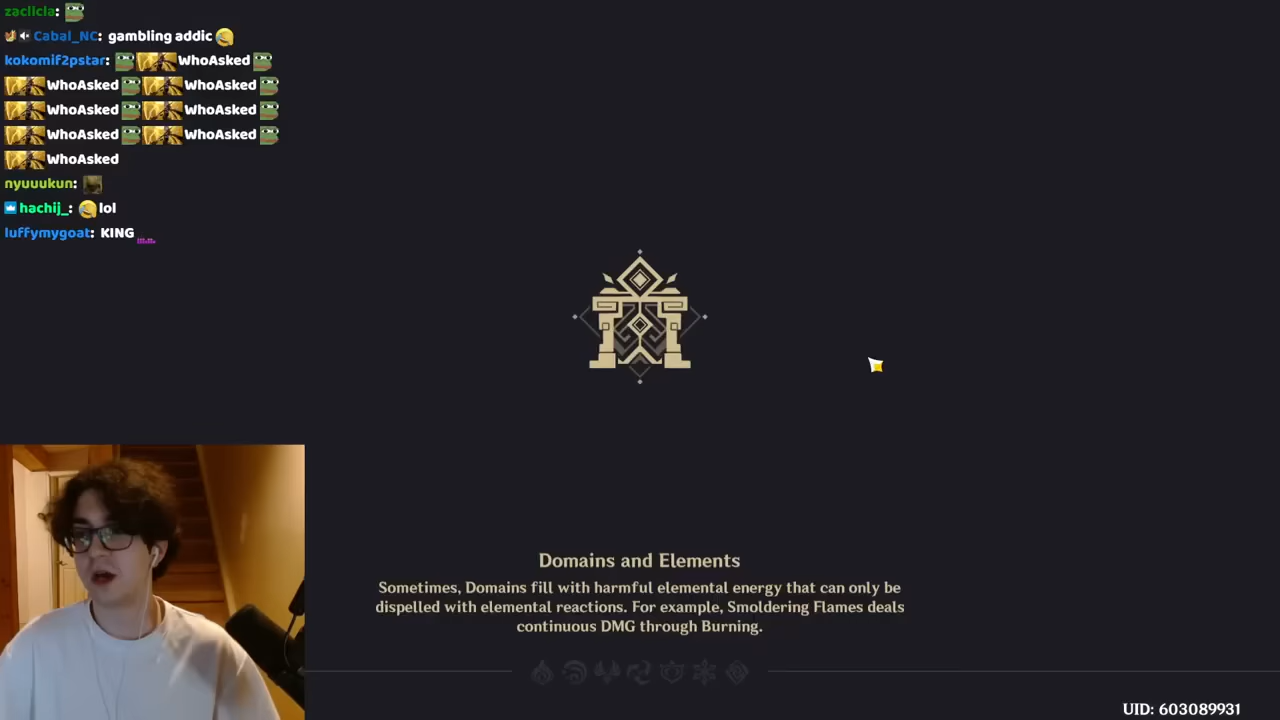 zaclicla:
Cabal_NC: gambling addic
kokomif2pstar: WhoAsked
WhoAsked WhoAsked
WhoAsked WhoAsked
WhoAsked WhoAsked
WhoAsked
nyuuukun:
hachij_: lol
luffymygoat: KING
Domains and Elements
Sometimes, Domains fill with harmful elemental energy that can only be
dispelled with elemental reactions. For example, Smoldering Flames deals
continuous DMG through Burning.
UID: 603089931